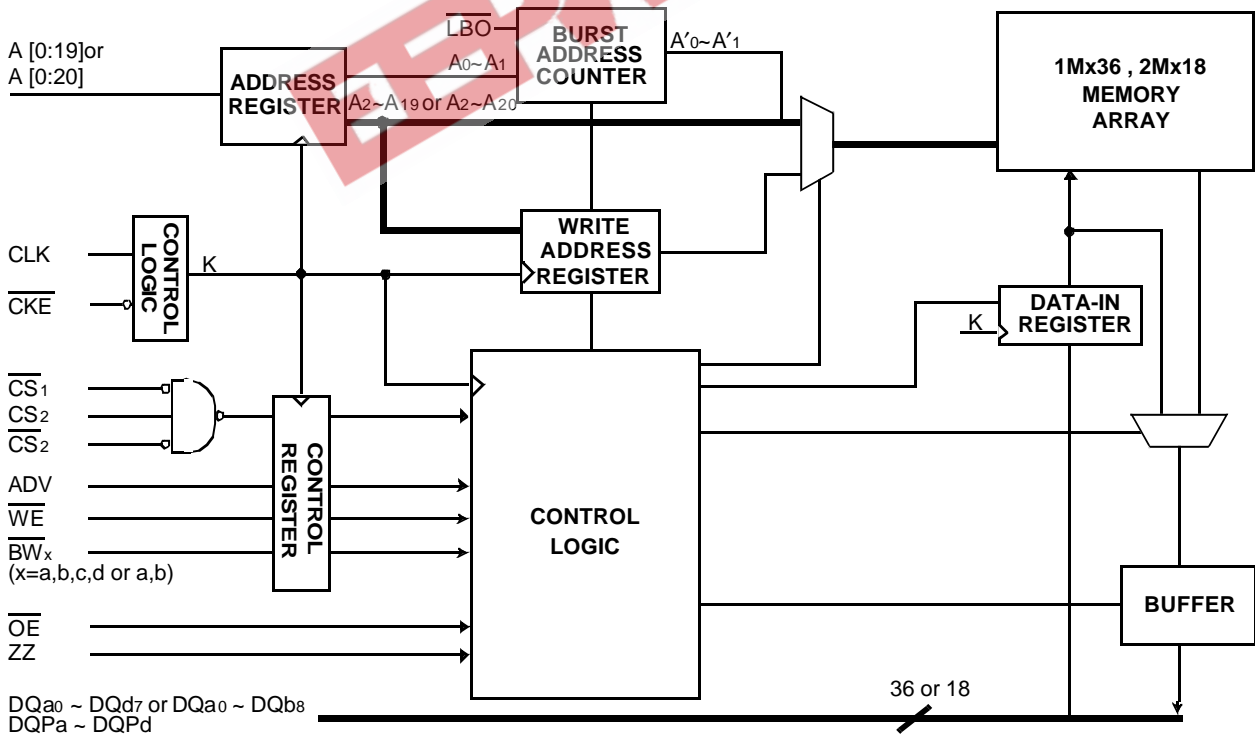 A [0:19]or
A [0:20]
ADDRESS
REGISTER
LBO
A0~A1
A2~A19 or A2~A20
BURST
ADDRESS
COUNTER
A′0~A′1
1Mx36 , 2Mx18
MEMORY
ARRAY
CLK
CKE
CONTROL
LOGIC
K
WRITE
ADDRESS
REGISTER
K
DATA-IN
REGISTER
CS1
CS2
CS2
ADV
WE
BWx
(x=a,b,c,d or a,b)
CONTROL
REGISTER
CONTROL
LOGIC
BUFFER
OE
ZZ
DQa0 ~ DQd7 or DQa0 ~ DQb8
DQPa ~ DQPd
36 or 18